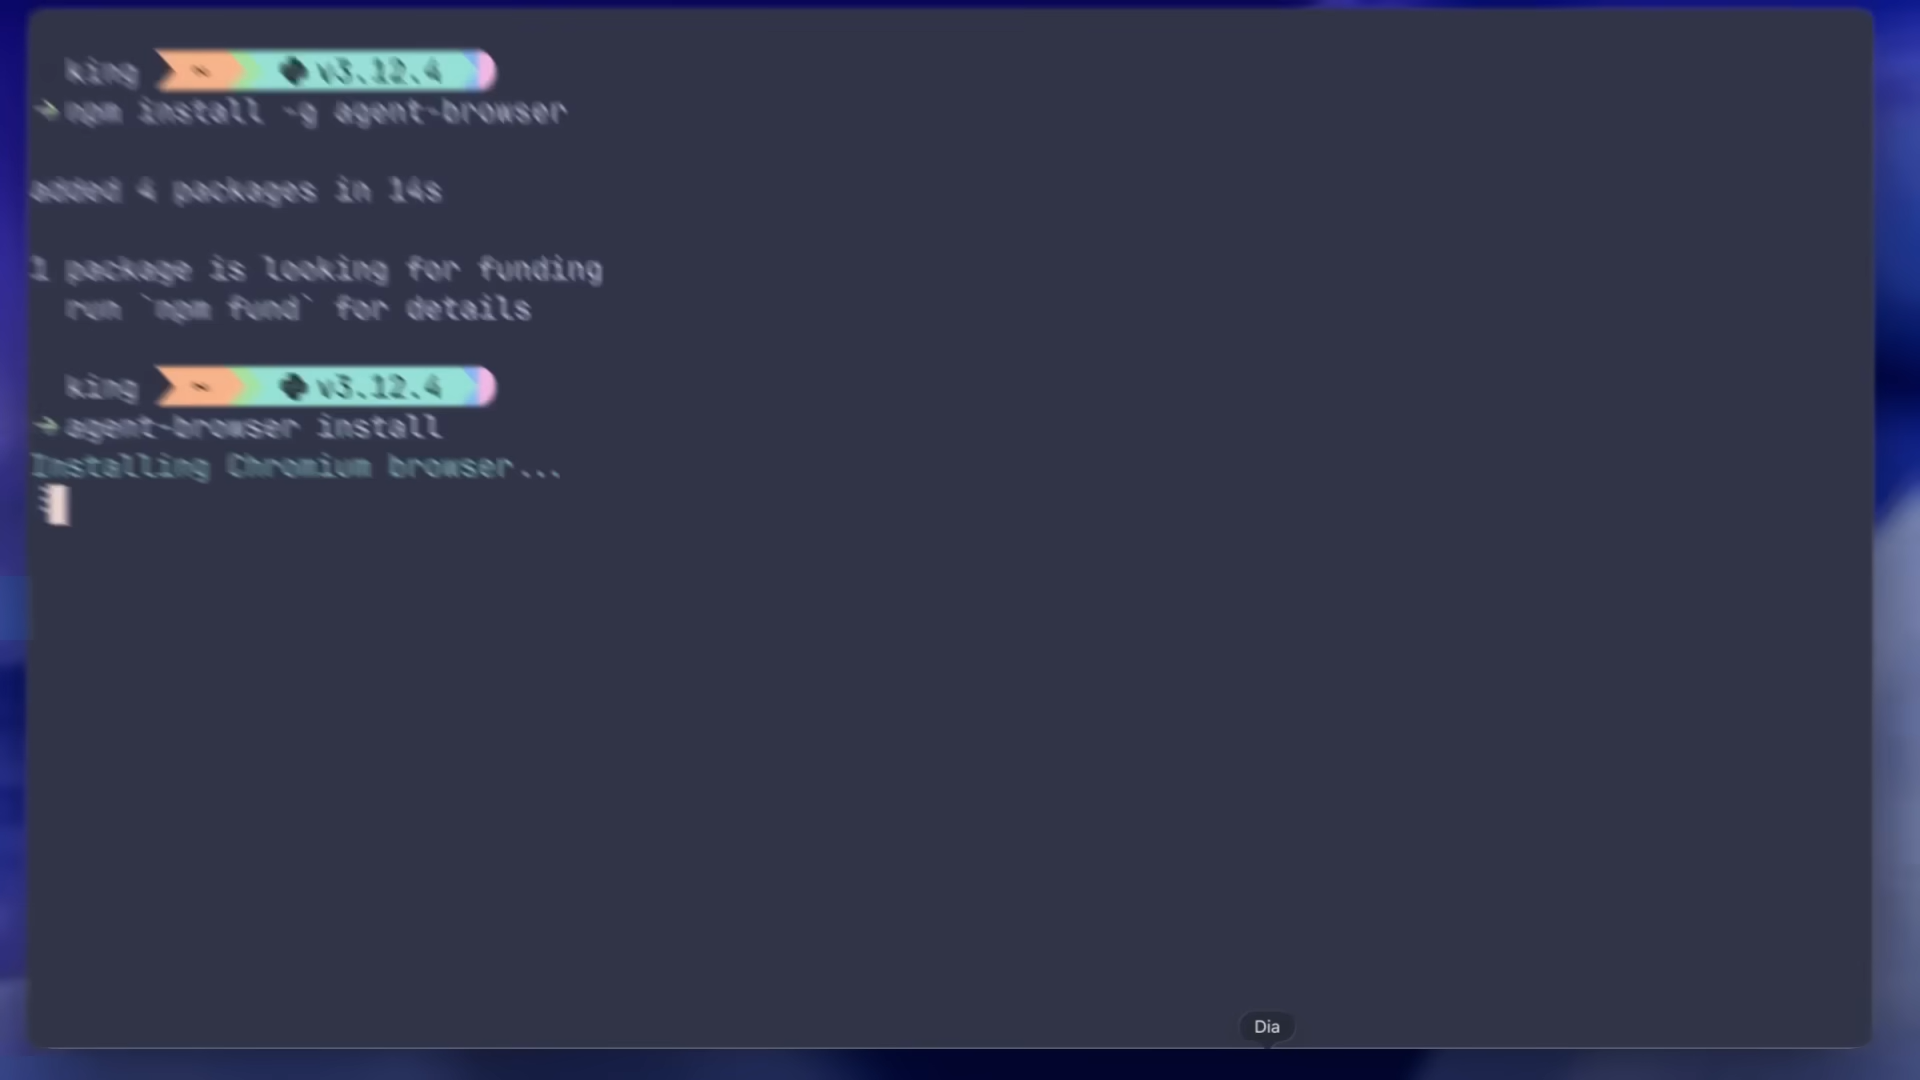 king ~ v3.12.4
→ npm install -g agent-browser
added 4 packages in 14s
1 package is looking for funding
run `npm fund` for details
king ~ v3.12.4
→ agent-browser install
Installing Chromium browser...
Dia